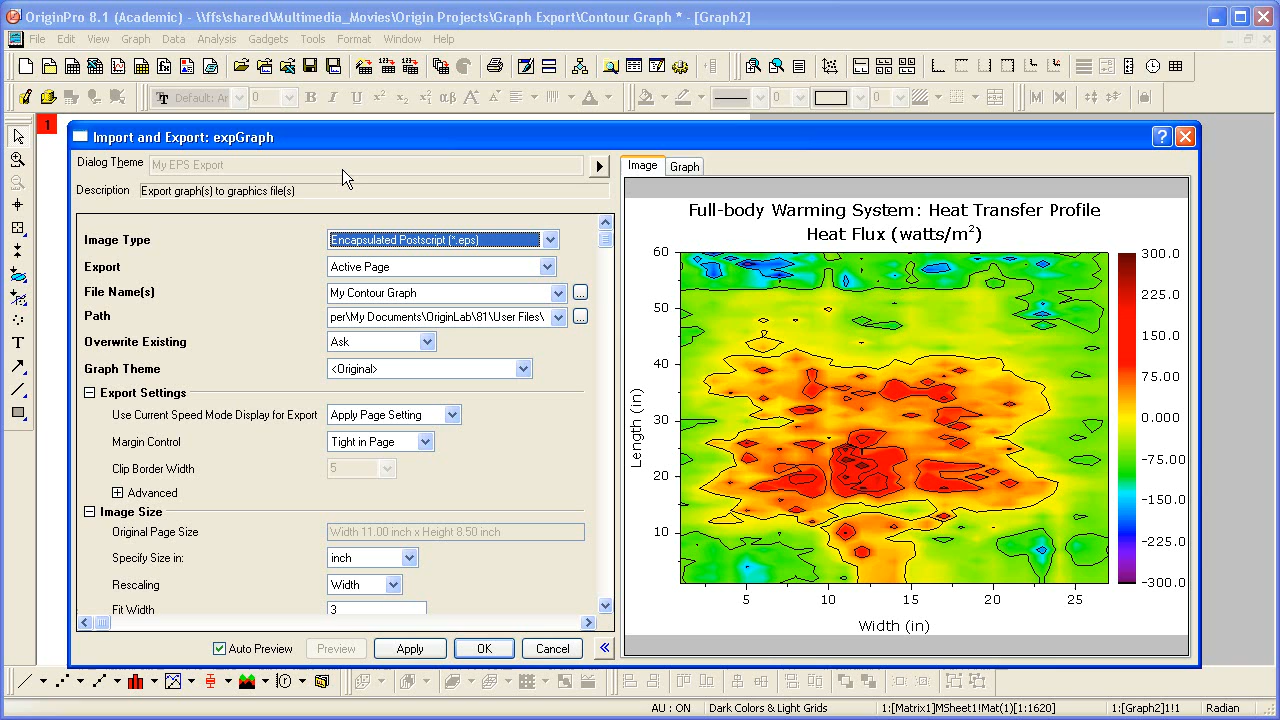 OriginPro 8.1 (Academic) - \\ffs\shared\Multimedia_Movies\Origin Projects\Graph Export\Contour Graph * - [Graph2]
File Edit View Graph Data Analysis Gadgets Tools Format Window Help
Default: Ar 0 B I U 0 0
1
Import and Export: expGraph
Dialog Theme My EPS Export
Description Export graph(s) to graphics file(s)
Image Type Encapsulated Postscript (*.eps)
Export Active Page
File Name(s) My Contour Graph
Path per\My Documents\OriginLab\81\User Files\
Overwrite Existing Ask
Graph Theme <Original>
Export Settings
Use Current Speed Mode Display for Export Apply Page Setting
Margin Control Tight in Page
Clip Border Width 5
Advanced
Image Size
Original Page Size Width 11.00 inch x Height 8.50 inch
Specify Size in: inch
Rescaling Width
Fit Width 3
Auto Preview Preview Apply OK Cancel
Image Graph
Full-body Warming System: Heat Transfer Profile
Heat Flux (watts/m²)
60
50
40
30
20
10
Length (in)
5 10 15 20 25
Width (in)
300.0
225.0
150.0
75.00
0.000
-75.00
-150.0
-225.0
-300.0
AU : ON Dark Colors & Light Grids 1:[Matrix1]MSheet1!Mat(1)[1:1620] 1:[Graph2]1!1 Radian